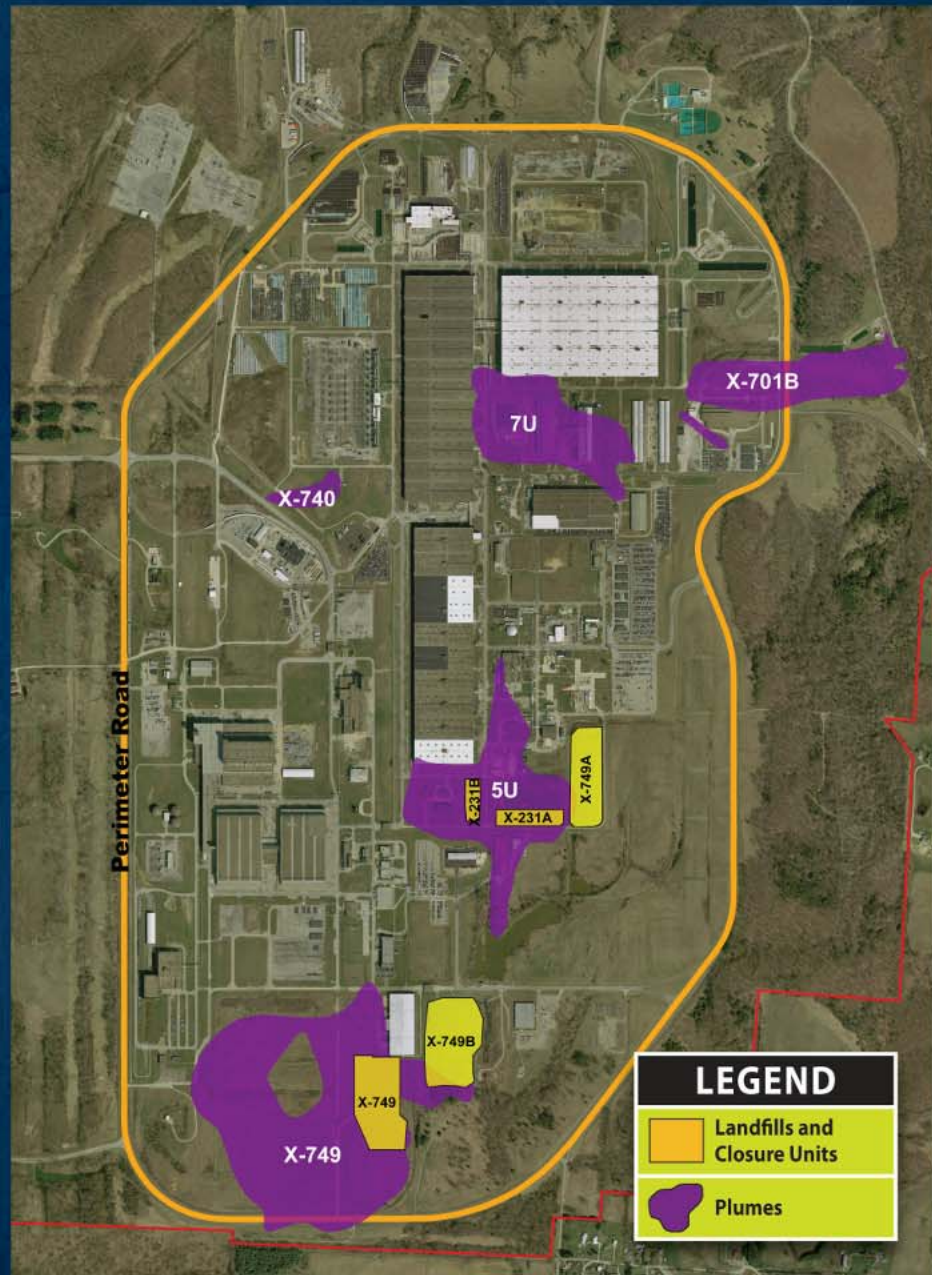 X-701B
7U
X-740
Perimeter Road
X-749A
5U
X-231B
X-231A
X-749B
X-749
X-749
LEGEND
Landfills and
Closure Units
Plumes